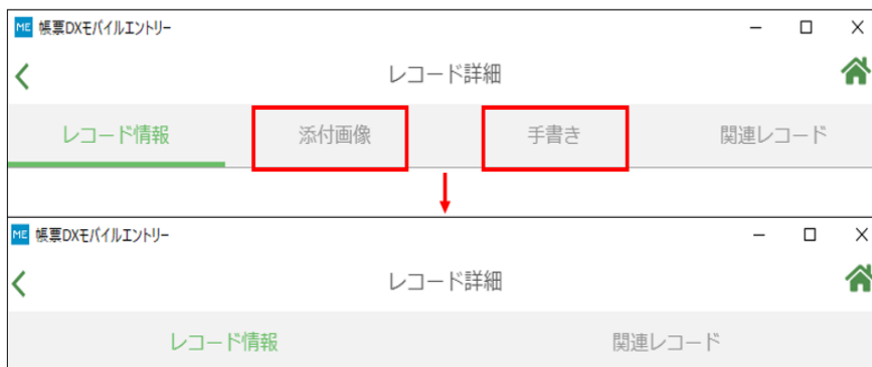 ME 帳票DXモバイルエントリー
レコード詳細
レコード情報 添付画像 手書き 関連レコード
ME 帳票DXモバイルエントリー
レコード詳細
レコード情報 関連レコード